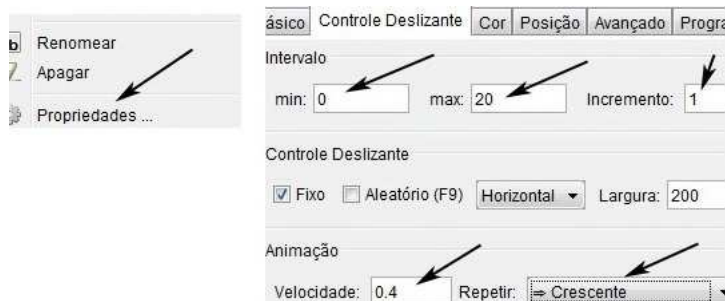 Renomear
Apagar
Propriedades ...
ásico Controle Deslizante Cor Posição Avançado Progra
Intervalo
min: 0 max: 20 Incremento: 1
Controle Deslizante
Fixo Aleatório (F9) Horizontal Largura: 200
Animação
Velocidade: 0.4 Repetir: ⇒ Crescente